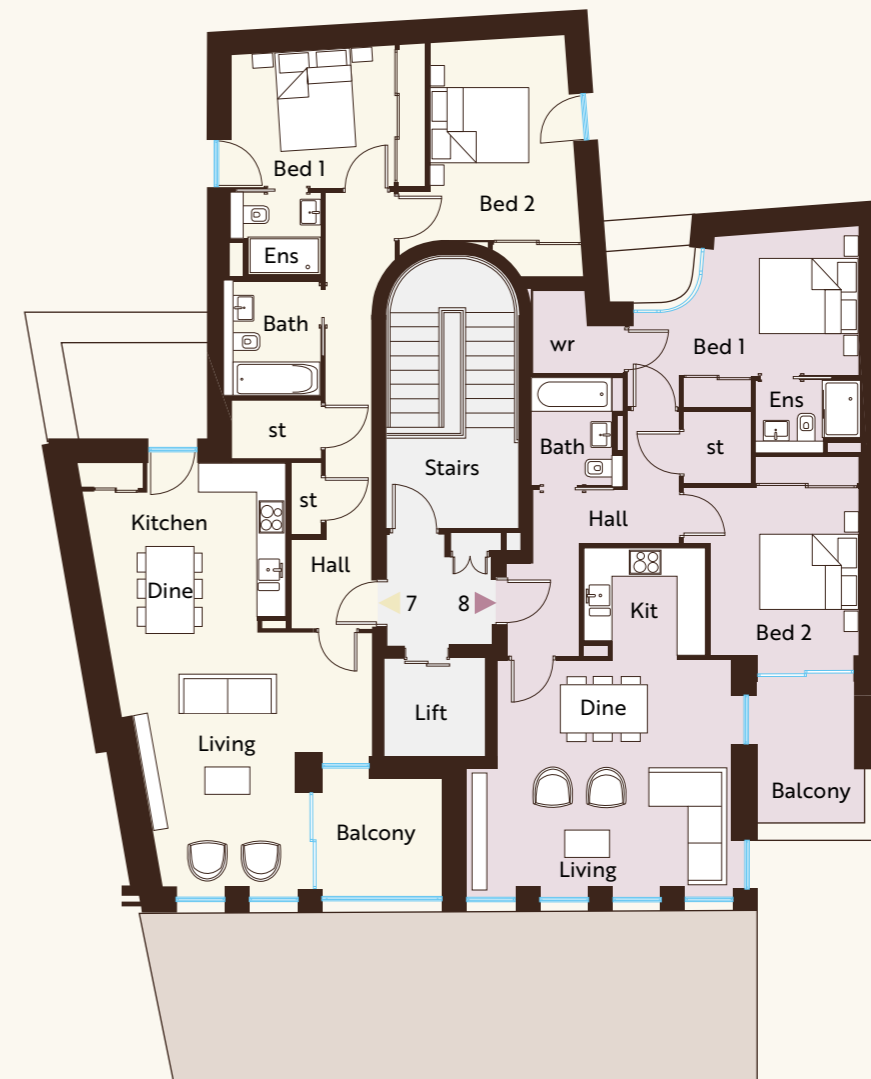 Bed 1
Bed 2
Ens
Bath
wr
Bed 1
Ens
st
Bath
st
Stairs
st
Kitchen
Hall
Hall
Dine
7
8
Kit
Bed 2
Lift
Dine
Living
Balcony
Balcony
Living